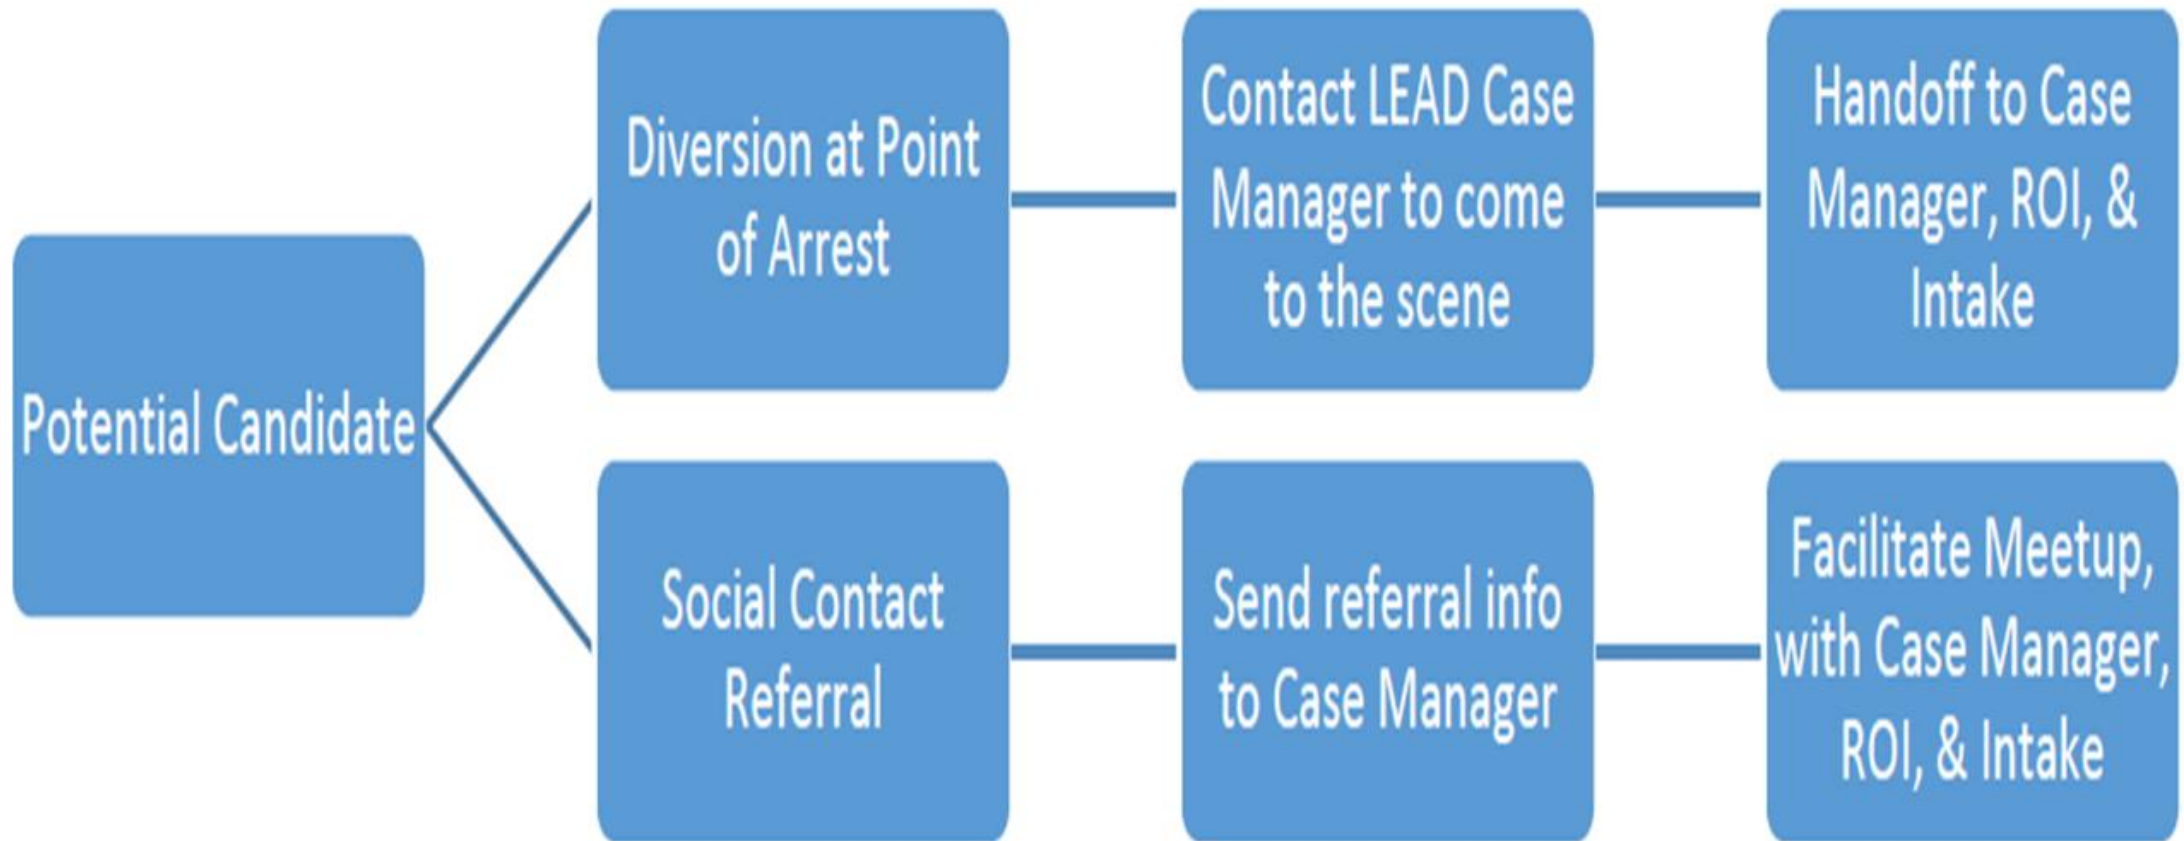 Potential Candidate
Diversion at Point
of Arrest
Contact LEAD Case
Manager to come
to the scene
Handoff to Case
Manager, ROI, &
Intake
Social Contact
Referral
Send referral info
to Case Manager
Facilitate Meetup,
with Case Manager,
ROI, & Intake